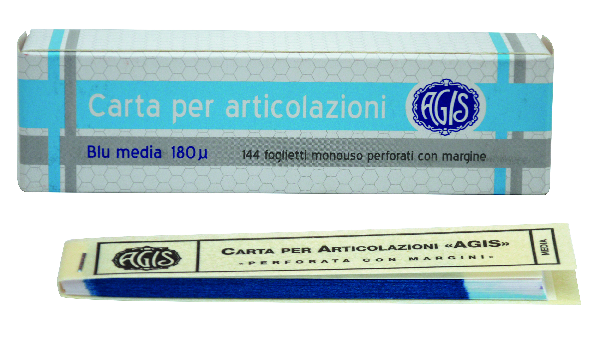 Carta per articolazioni
AGIS
Blu media 180µ
144 foglietti monouso perforati con margine
AGIS
CARTA PER ARTICOLAZIONI «AGIS»
-PERFORATA CON MARGINI-
MEDIA